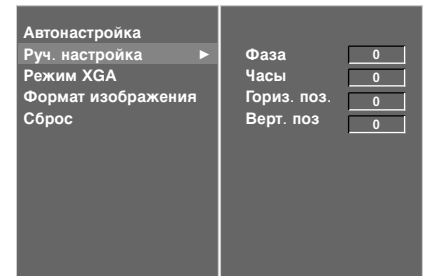 Автонастройка
Руч. настройка ►
Режим XGA
Формат изображения
Сброс
Фаза 0
Часы 0
Гориз. поз. 0
Верт. поз 0